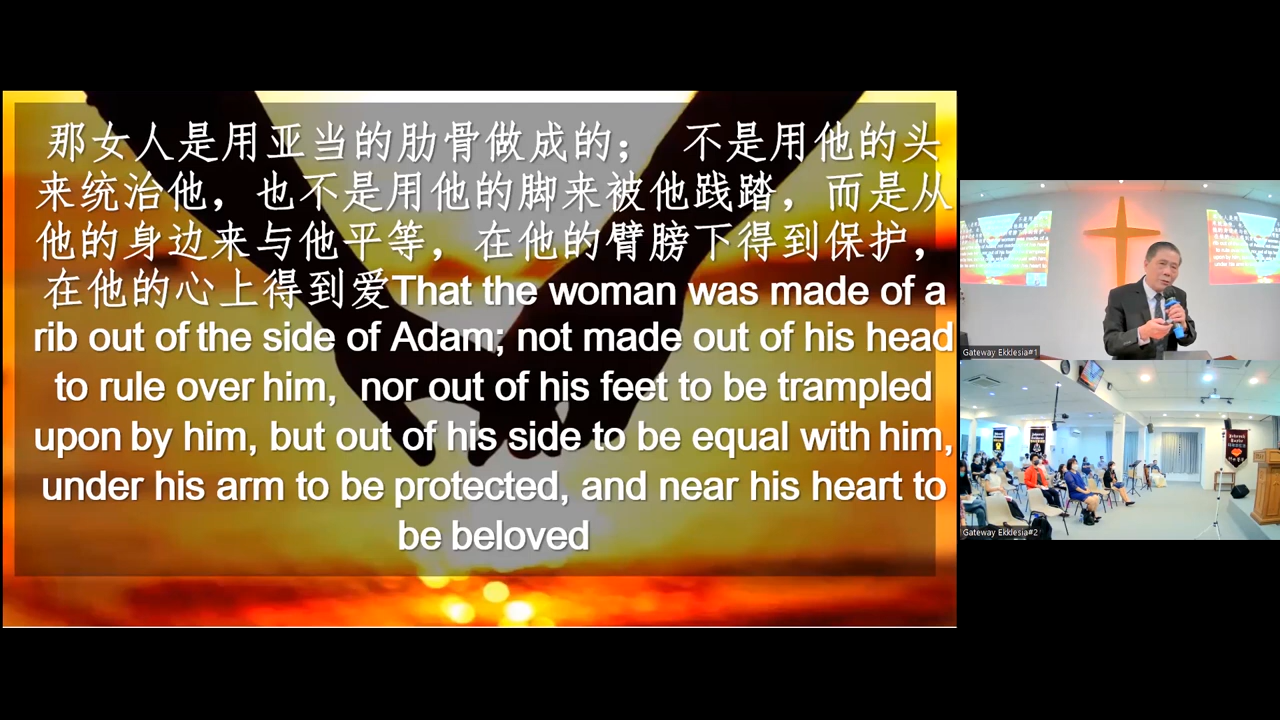 那女人是用亚当的肋骨做成的； 不是用他的头
来统治他，也不是用他的脚来被他践踏，而是从
他的身边来与他平等，在他的臂膀下得到保护，
在他的心上得到爱That the woman was made of a
rib out of the side of Adam; not made out of his head
to rule over him, nor out of his feet to be trampled
upon by him, but out of his side to be equal with him,
under his arm to be protected, and near his heart to
be beloved
Gateway Ekklesia#1
Gateway Ekklesia#2